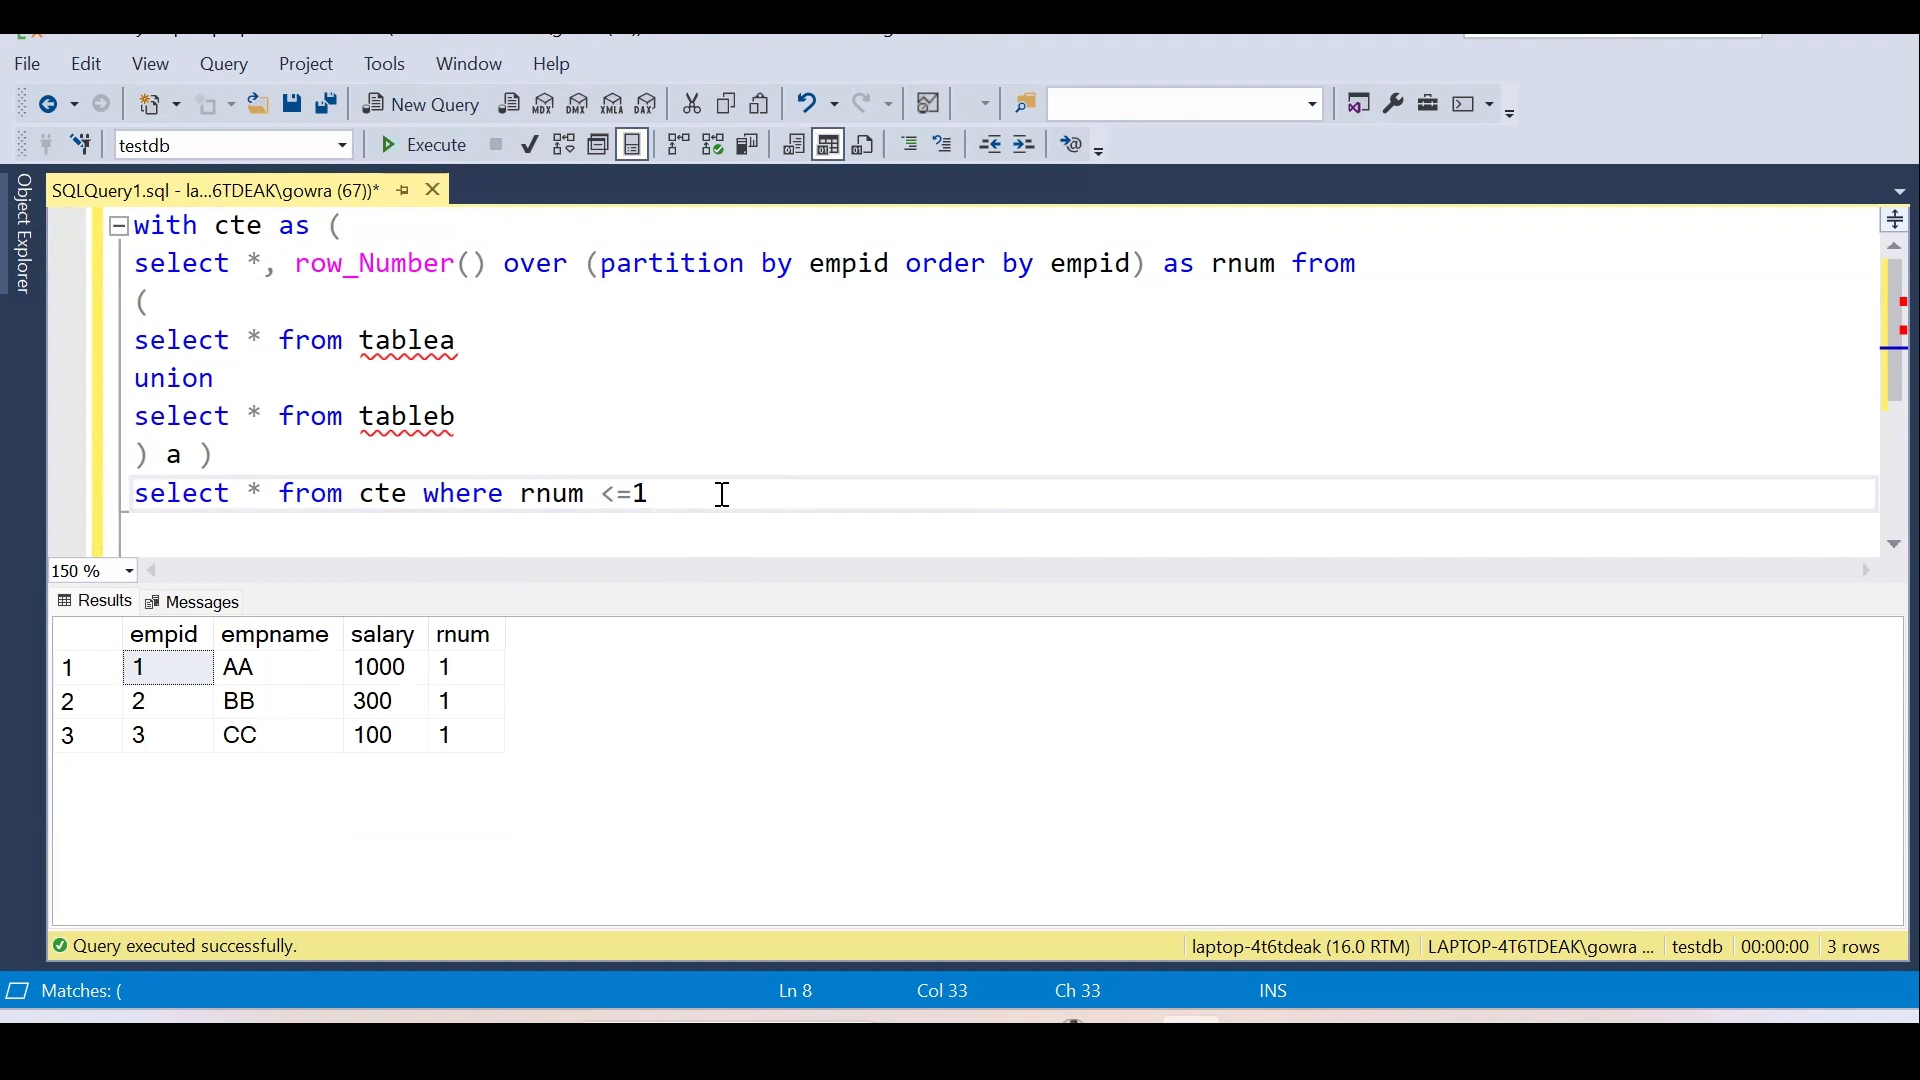 File Edit View Query Project Tools Window Help
New Query MDX DMX XMLA DAX
testdb Execute
Object Explorer
SQLQuery1.sql - la...6TDEAK\gowra (67))*
with cte as (
select *, row_Number() over (partition by empid order by empid) as rnum from
(
select * from tablea
union
select * from tableb
) a )
select * from cte where rnum <=1
150 %
Results Messages
empid empname salary rnum
1 1 AA 1000 1
2 2 BB 300 1
3 3 CC 100 1
Query executed successfully. laptop-4t6tdeak (16.0 RTM) LAPTOP-4T6TDEAK\gowra ... testdb 00:00:00 3 rows
Matches: ( Ln 8 Col 33 Ch 33 INS